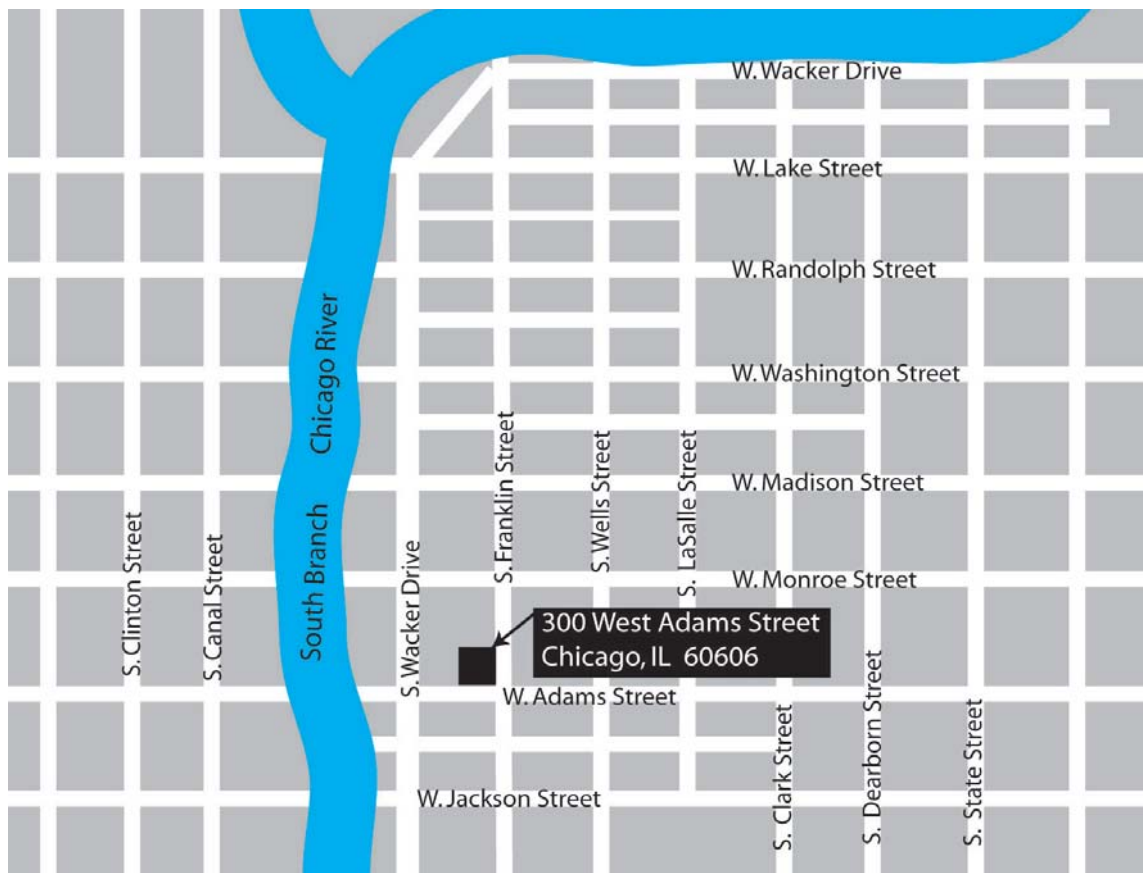 W. Wacker Drive
W. Lake Street
W. Randolph Street
W. Washington Street
W. Madison Street
W. Monroe Street
300 West Adams Street
Chicago, IL 60606
W. Adams Street
W. Jackson Street
S. Clinton Street
S. Canal Street
South Branch Chicago River
S. Wacker Drive
S. Franklin Street
S. Wells Street
S. LaSalle Street
S. Clark Street
S. Dearborn Street
S. State Street